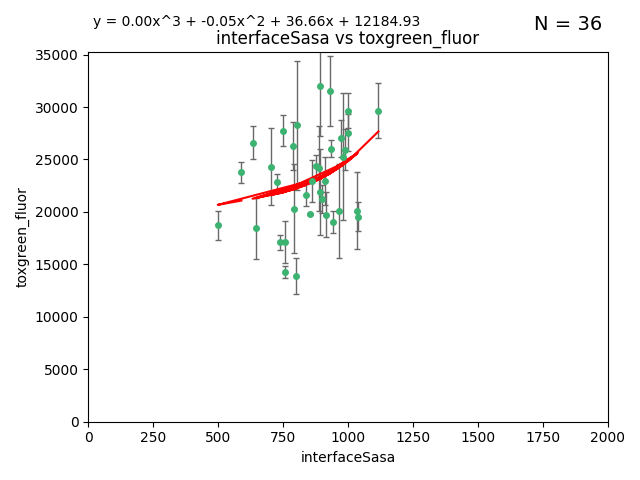 y = 0.00x^3 + -0.05x^2 + 36.66x + 12184.93
N = 36
interfaceSasa vs toxgreen_fluor
35000
30000
25000
20000
15000
10000
5000
0
toxgreen_fluor
0 250 500 750 1000 1250 1500 1750 2000
interfaceSasa